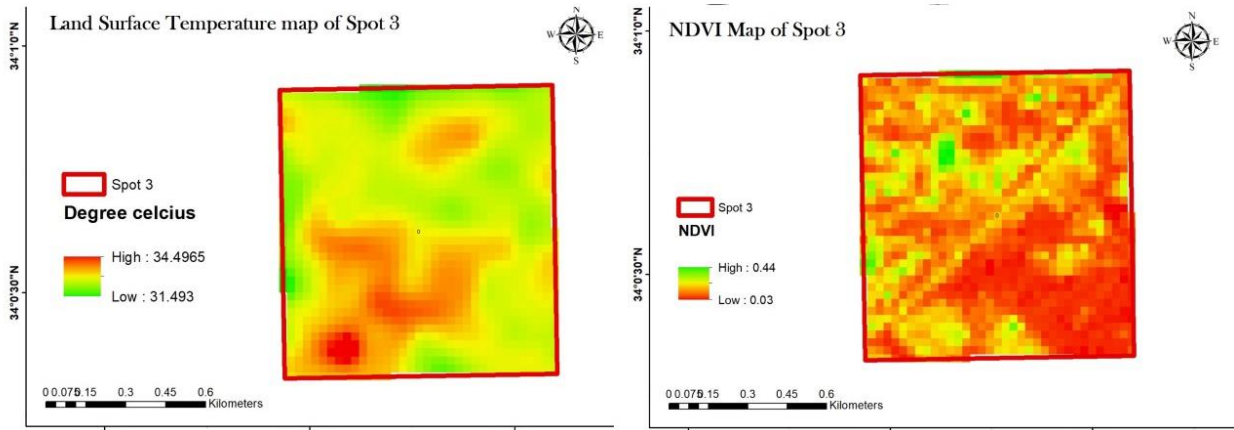 Land Surface Temperature map of Spot 3
N
W E
S
34°1'0"N
Spot 3
Degree celcius
High : 34.4965
Low : 31.493
34°0'30"N
0 0.075 0.15 0.3 0.45 0.6
Kilometers
NDVI Map of Spot 3
N
W E
S
34°1'0"N
Spot 3
NDVI
High : 0.44
Low : 0.03
34°0'30"N
0 0.075 0.15 0.3 0.45 0.6
Kilometers